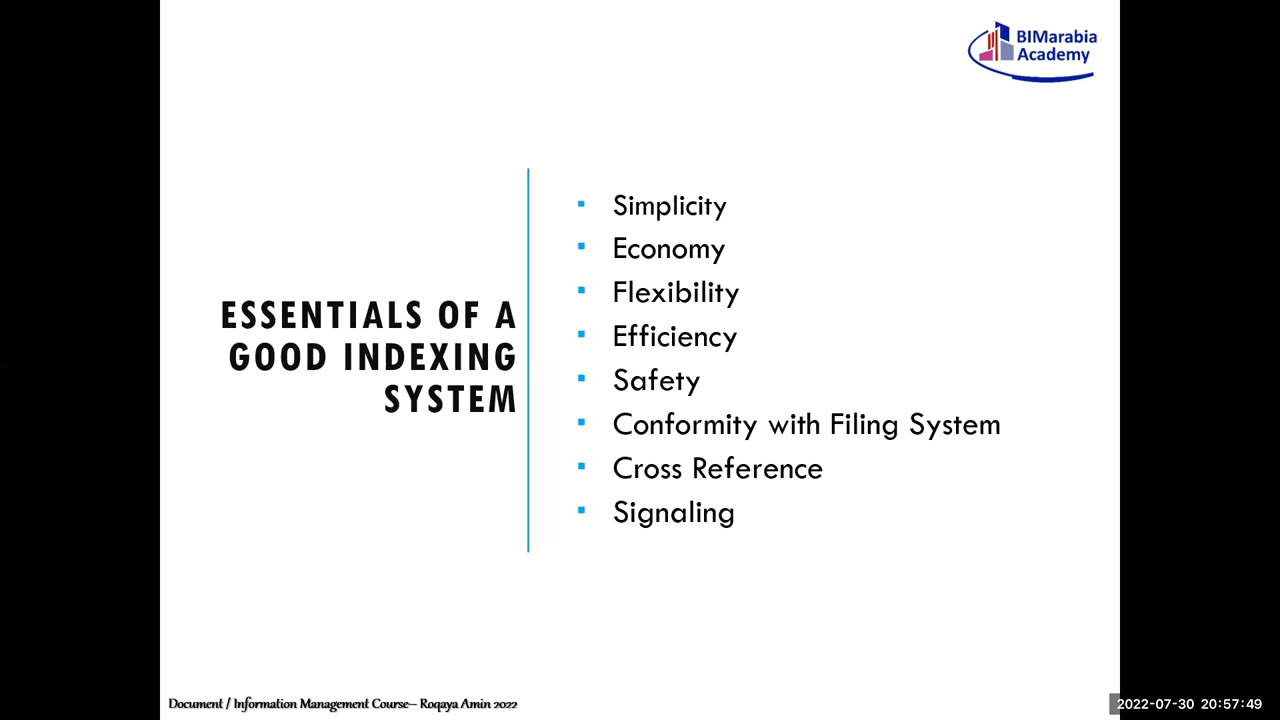 BIMarabia
Academy
ESSENTIALS OF A
GOOD INDEXING
SYSTEM
▪ Simplicity
▪ Economy
▪ Flexibility
▪ Efficiency
▪ Safety
▪ Conformity with Filing System
▪ Cross Reference
▪ Signaling
Document / Information Management Course– Roqaya Amin 2022
2022-07-30 20:57:49